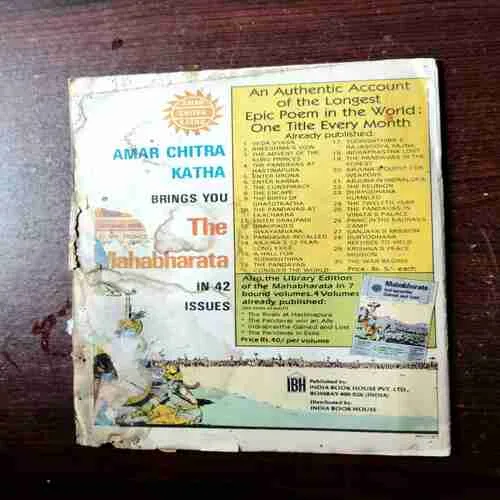 AMAR
CHITRA
KATHA
AMAR CHITRA
KATHA
BRINGS YOU
The
Mahabharata
IN 42
ISSUES
An Authentic Account
of the Longest
Epic Poem in the World:
One Title Every Month
Already published:
1. VEDA VYASA
2. BHEESHMA'S VOW
3. THE ADVENT OF THE
KURU PRINCES
4. THE PANDAVAS AT
HASTINAPURA
5. ENTER DRONA
6. ENTER KARNA
7. THE CONSPIRACY
8. THE ESCAPE
9. THE BIRTH OF
GHATOTKACHA
10. THE PANDAVAS AT
EKACHAKRA
11. ENTER DRAUPADI
12. DRAUPADI'S
SWAYAMVARA
13. PANDAVAS RECALLED
14. ARJUNA'S 12-YEAR
LONG EXILE
15. A HALL FOR
YUDHISHTHIRA
16. THE PANDAVAS
CONQUER THE WORLD
17. YUDHISHTHIRA'S
RAJASOOYA YAJNA
18. INDRAPRASTHA LOST
19. THE PANDAVAS IN THE
FOREST
20. ARJUNA'S QUEST FOR
WEAPONS
21. ARJUNA IN INDRALOKA
22. THE REUNION
23. DURYODHANA
HUMBLED
24. THE TWELFTH YEAR
25. THE PANDAVAS IN
VIRATA'S PALACE
26. PANIC IN THE KAURAVA
CAMP
27. SANJAYA'S MISSION
28. DURYODHANA
REFUSES TO YIELD
29. KRISHNA'S PEACE
MISSION
30. THE WAR BEGINS
Price: Rs. 5/- each
Also, the Library Edition
of the Mahabharata in 7
bound volumes. 4 Volumes
already published:
• The Rivals at Hastinapura
• The Pandavas win an Ally
• Indraprastha Gained and Lost
• The Pandavas in Exile
Price Rs.40/- per volume
Mahabharata
Gained and Lost
IBH
Published by:
INDIA BOOK HOUSE PVT. LTD.,
BOMBAY 400 026 (INDIA)
Distributed by:
INDIA BOOK HOUSE